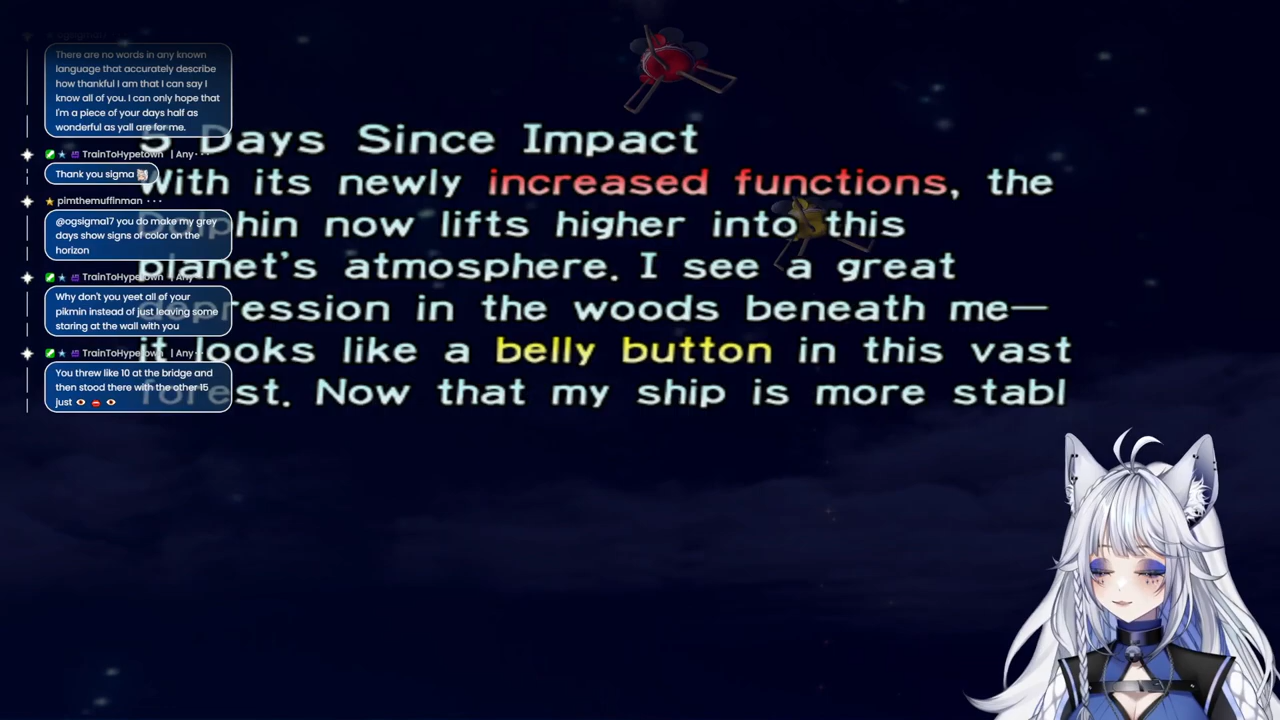 There are no words in any known
language that accurately describe
how thankful I am that I can say I
know all of you. I can only hope that
I'm a piece of your days half as
wonderful as yall are for me.
TrainToHypetown | Any
Thank you sigma
pimthemuffinman
@ogsigma17 you do make my grey
days show signs of color on the
horizon
TrainToHypetown | Any
Why don't you yeet all of your
pikmin instead of just leaving some
staring at the wall with you
TrainToHypetown | Any
You threw like 10 at the bridge and
then stood there with the other 15
just
5 Days Since Impact
With its newly increased functions, the
Dolphin now lifts higher into this
planet's atmosphere. I see a great
depression in the woods beneath me—
it looks like a belly button in this vast
forest. Now that my ship is more stabl